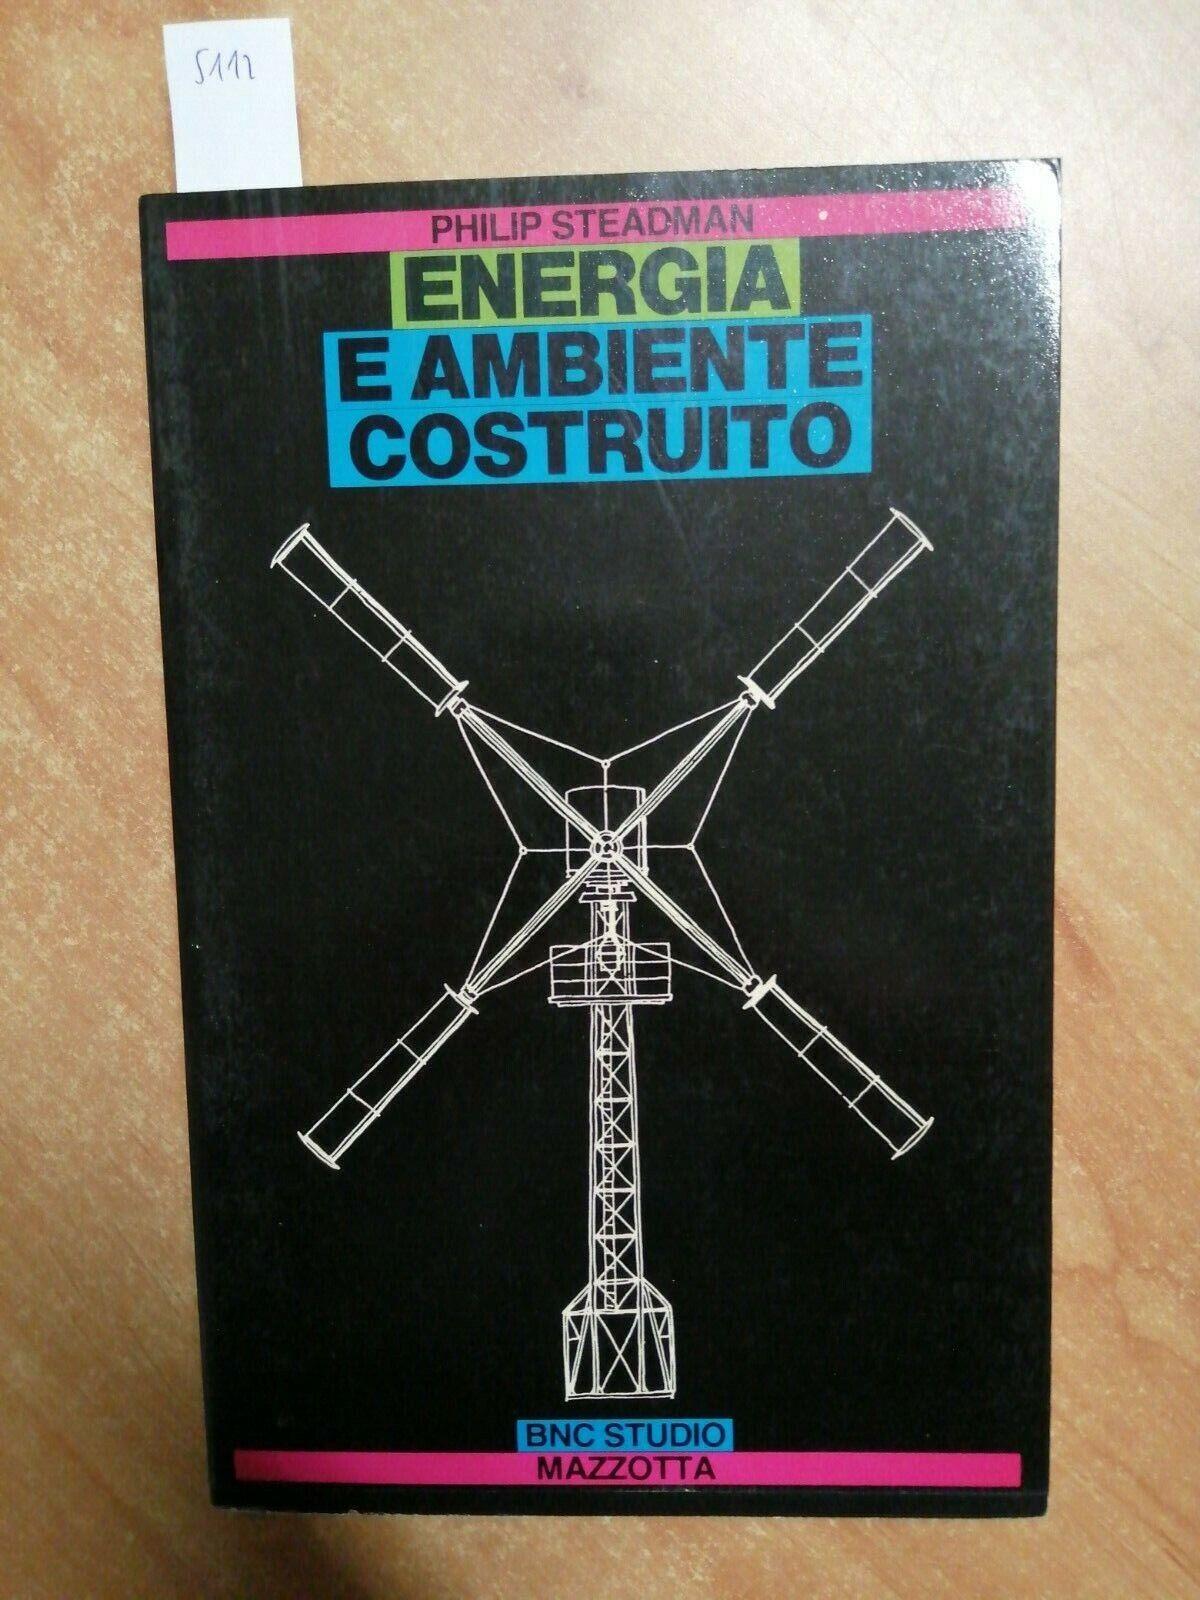 5112
PHILIP STEADMAN
ENERGIA
E AMBIENTE
COSTRUITO
BNC STUDIO
MAZZOTTA